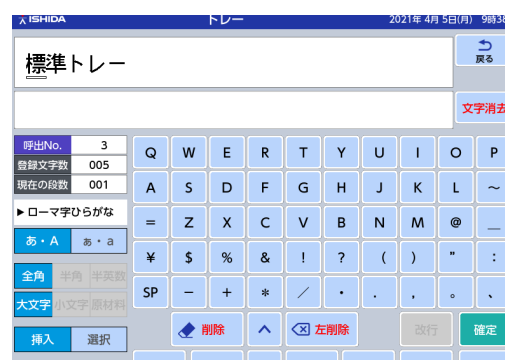 ISHIDA トレー 2021年 4月 5日(月) 9時38
標準トレー
戻る
文字消去
呼出No. 3
登録文字数 005
現在の段数 001
▶ローマ字ひらがな
あ・A あ・a
全角 半角 半英数
大文字 小文字 原材料
挿入 選択
Q W E R T Y U I O P
A S D F G H J K L ~
= Z X C V B N M @ _
¥ $ % & ! ? ( ) " :
SP - + * / ・ . , 。 、
削除 ^ 左削除 改行 確定